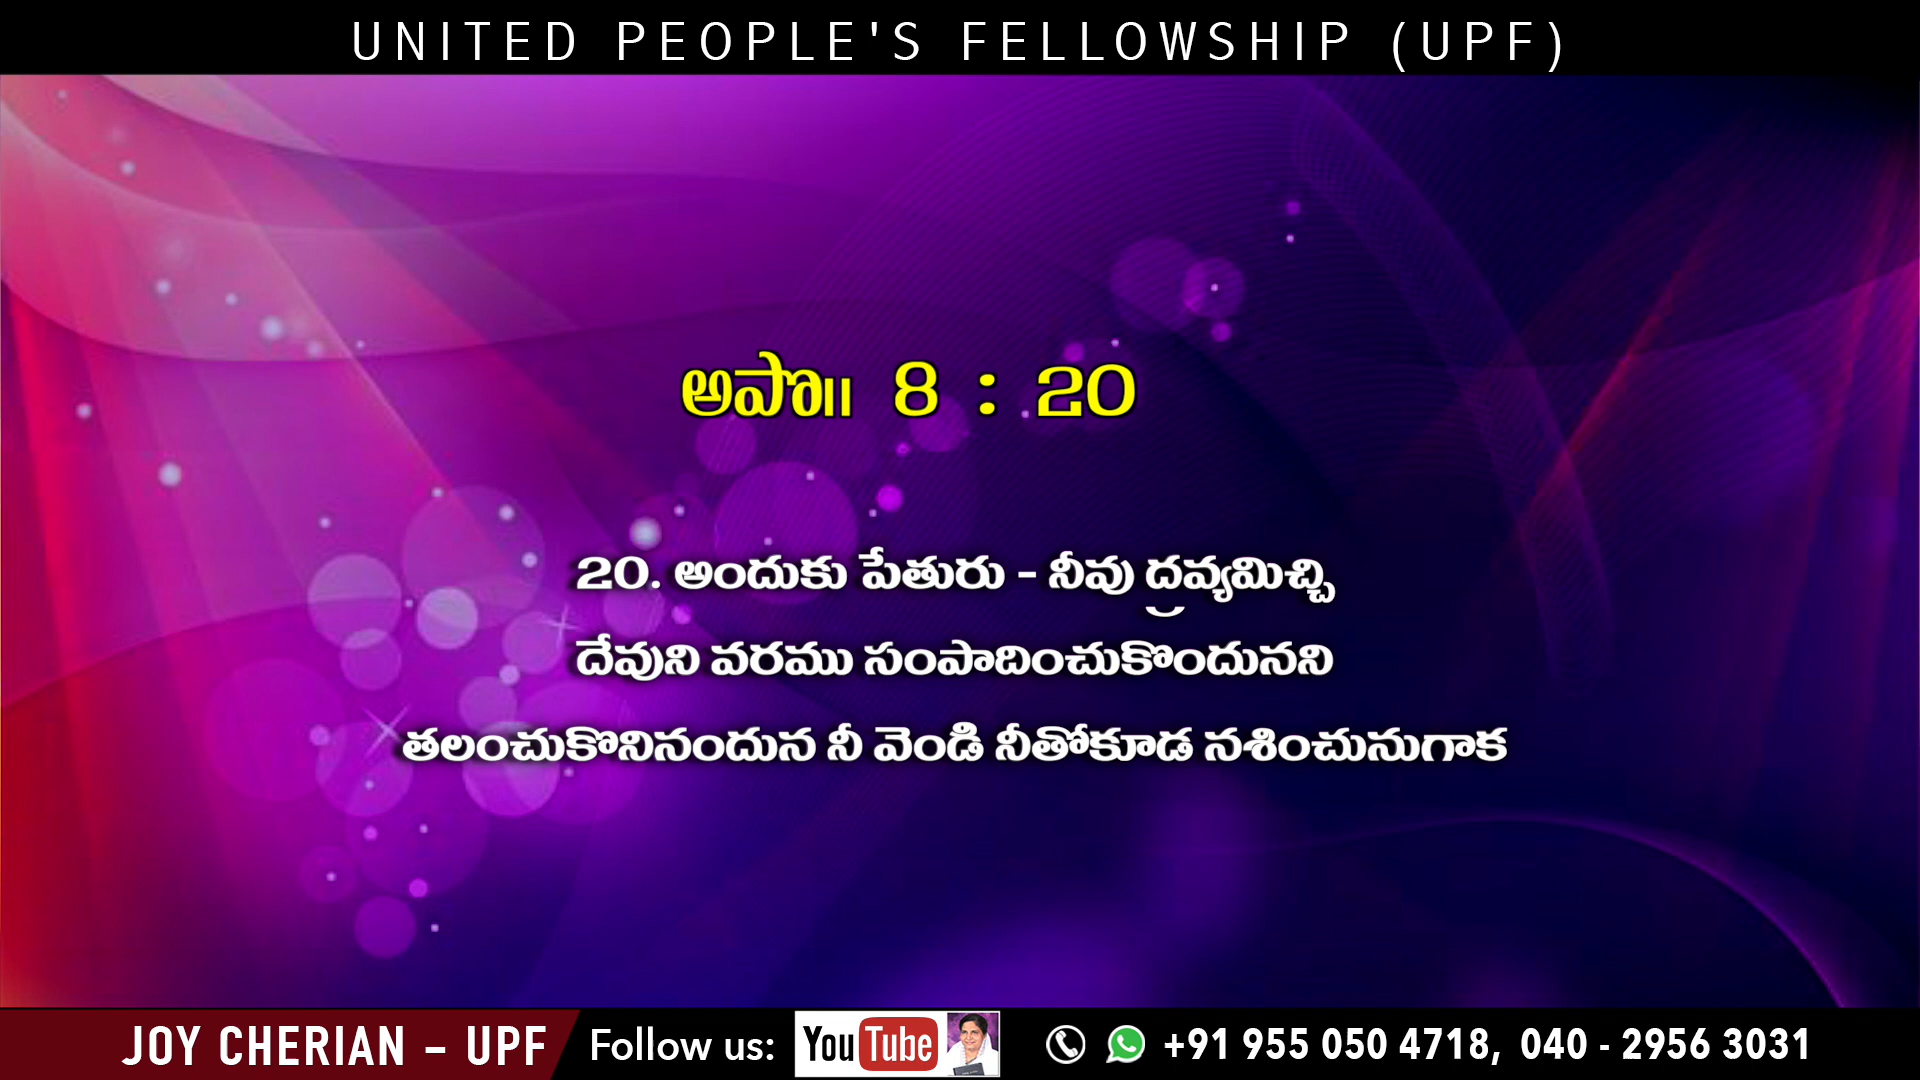 UNITED PEOPLE'S FELLOWSHIP (UPF)
అపొ॥ 8 : 20
20. అందుకు పేతురు - నీవు ద్రవ్యమిచ్చి
దేవుని వరము సంపాదించుకొందునని
తలంచుకొనినందున నీ వెండి నీతోకూడ నశించునుగాక
JOY CHERIAN – UPF Follow us: YouTube +91 955 050 4718, 040 - 2956 3031